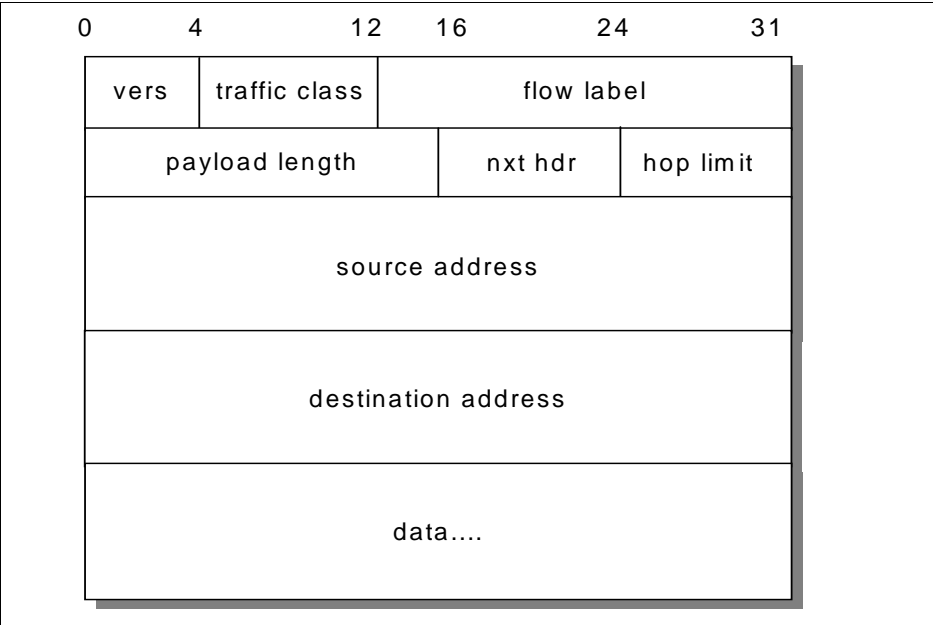 0 4 12 16 24 31
vers traffic class flow label
payload length nxt hdr hop limit
source address
destination address
data....